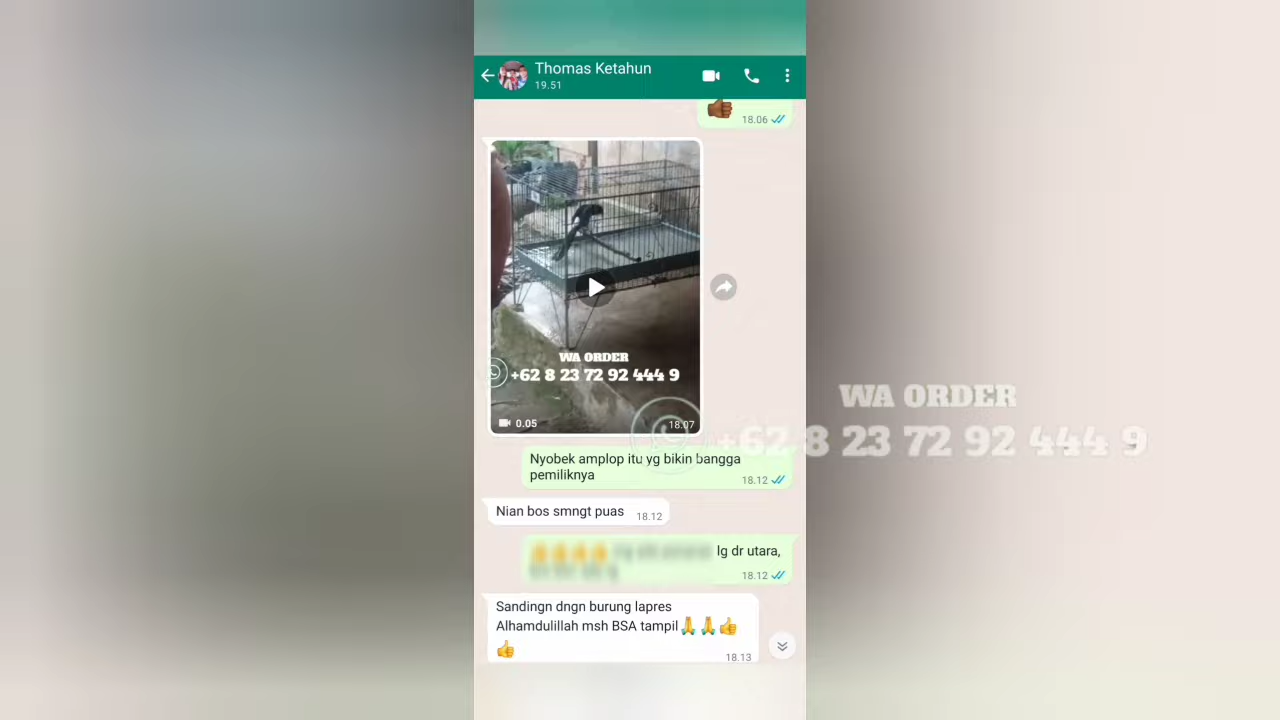 Thomas Ketahun
19.51
18.06
WA ORDER
+62 8 23 72 92 444 9
0.05
18.07
WA ORDER
+62 8 23 72 92 444 9
Nyobek amplop itu yg bikin bangga
pemiliknya
18.12
Nian bos smngt puas
18.12
lg dr utara,
18.12
Sandingn dngn burung lapres
Alhamdulillah msh BSA tampil🙏🙏👍
👍
18.13